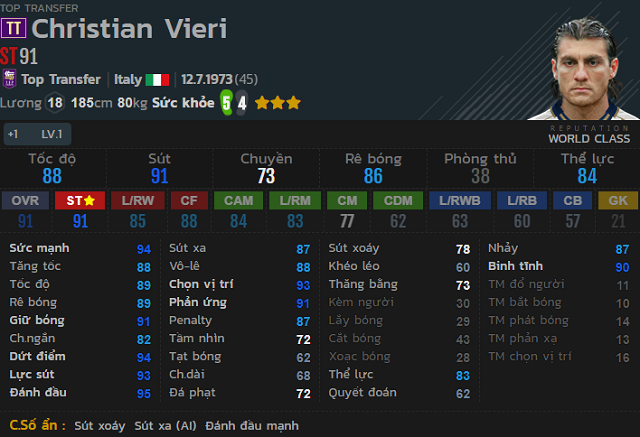 TOP TRANSFER
TT Christian Vieri
ST 91
Top Transfer Italy 12.7.1973 (45)
Lương 18 185cm 80kg Sức khỏe 5 4
+1 LV.1
REPUTATION
WORLD CLASS
Tốc độ Sút Chuyền Rê bóng Phòng thủ Thể lực
88 91 73 86 38 84
OVR ST L/RW CF CAM L/RM CM CDM L/RWB L/RB CB GK
91 91 85 88 84 83 77 62 63 60 57 21
Sức mạnh 94 Sút xa 87 Sút xoáy 78 Nhảy 87
Tăng tốc 88 Vô-lê 88 Khéo léo 60 Bình tĩnh 90
Tốc độ 89 Chọn vị trí 93 Thăng bằng 73 TM đổ người 11
Rê bóng 89 Phản ứng 91 Kèm người 30 TM bắt bóng 10
Giữ bóng 91 Penalty 87 Lấy bóng 29 TM phát bóng 14
Ch.ngắn 82 Tầm nhìn 72 Cắt bóng 43 TM phản xạ 13
Dứt điểm 94 Tạt bóng 62 Xoạc bóng 28 TM chọn vị trí 16
Lực sút 93 Ch.dài 68 Thể lực 83
Đánh đầu 95 Đá phạt 72 Quyết đoán 62
C.Số ẩn : Sút xoáy Sút xa (AI) Đánh đầu mạnh